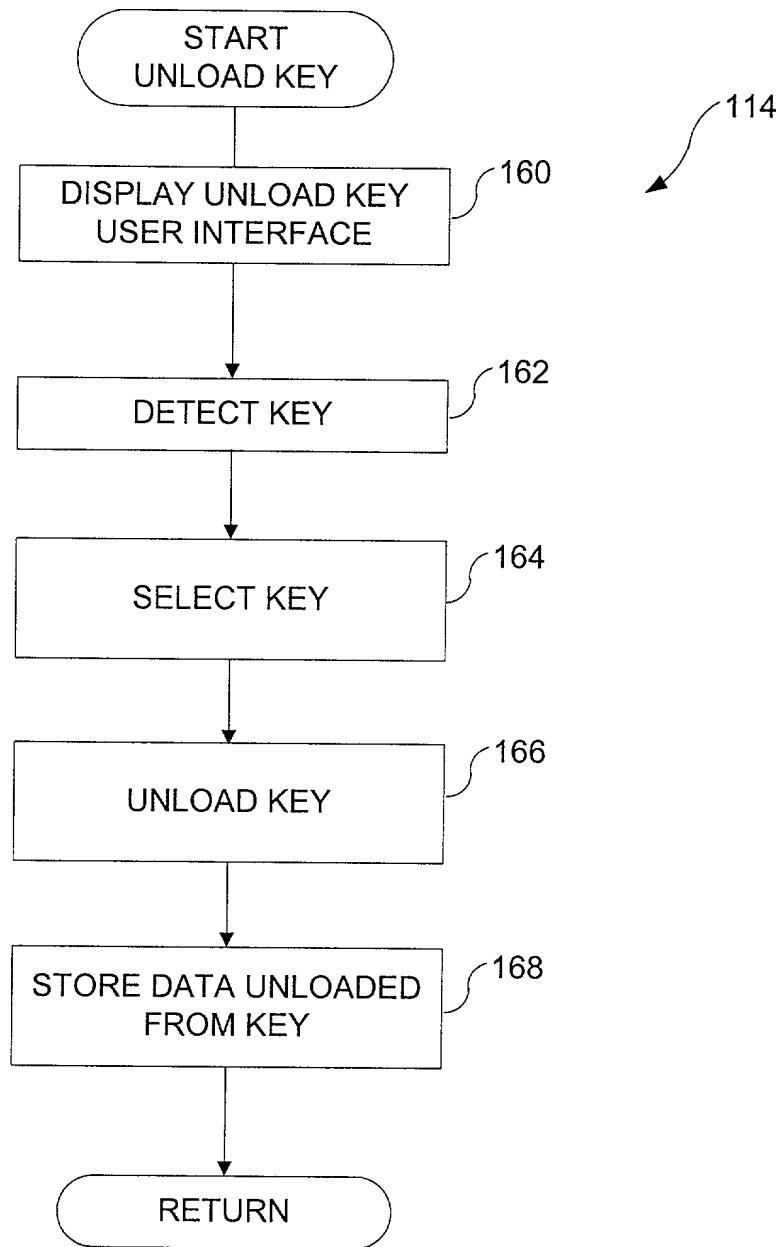 START
UNLOAD KEY
114
DISPLAY UNLOAD KEY
USER INTERFACE
160
DETECT KEY
162
SELECT KEY
164
UNLOAD KEY
166
STORE DATA UNLOADED
FROM KEY
168
RETURN